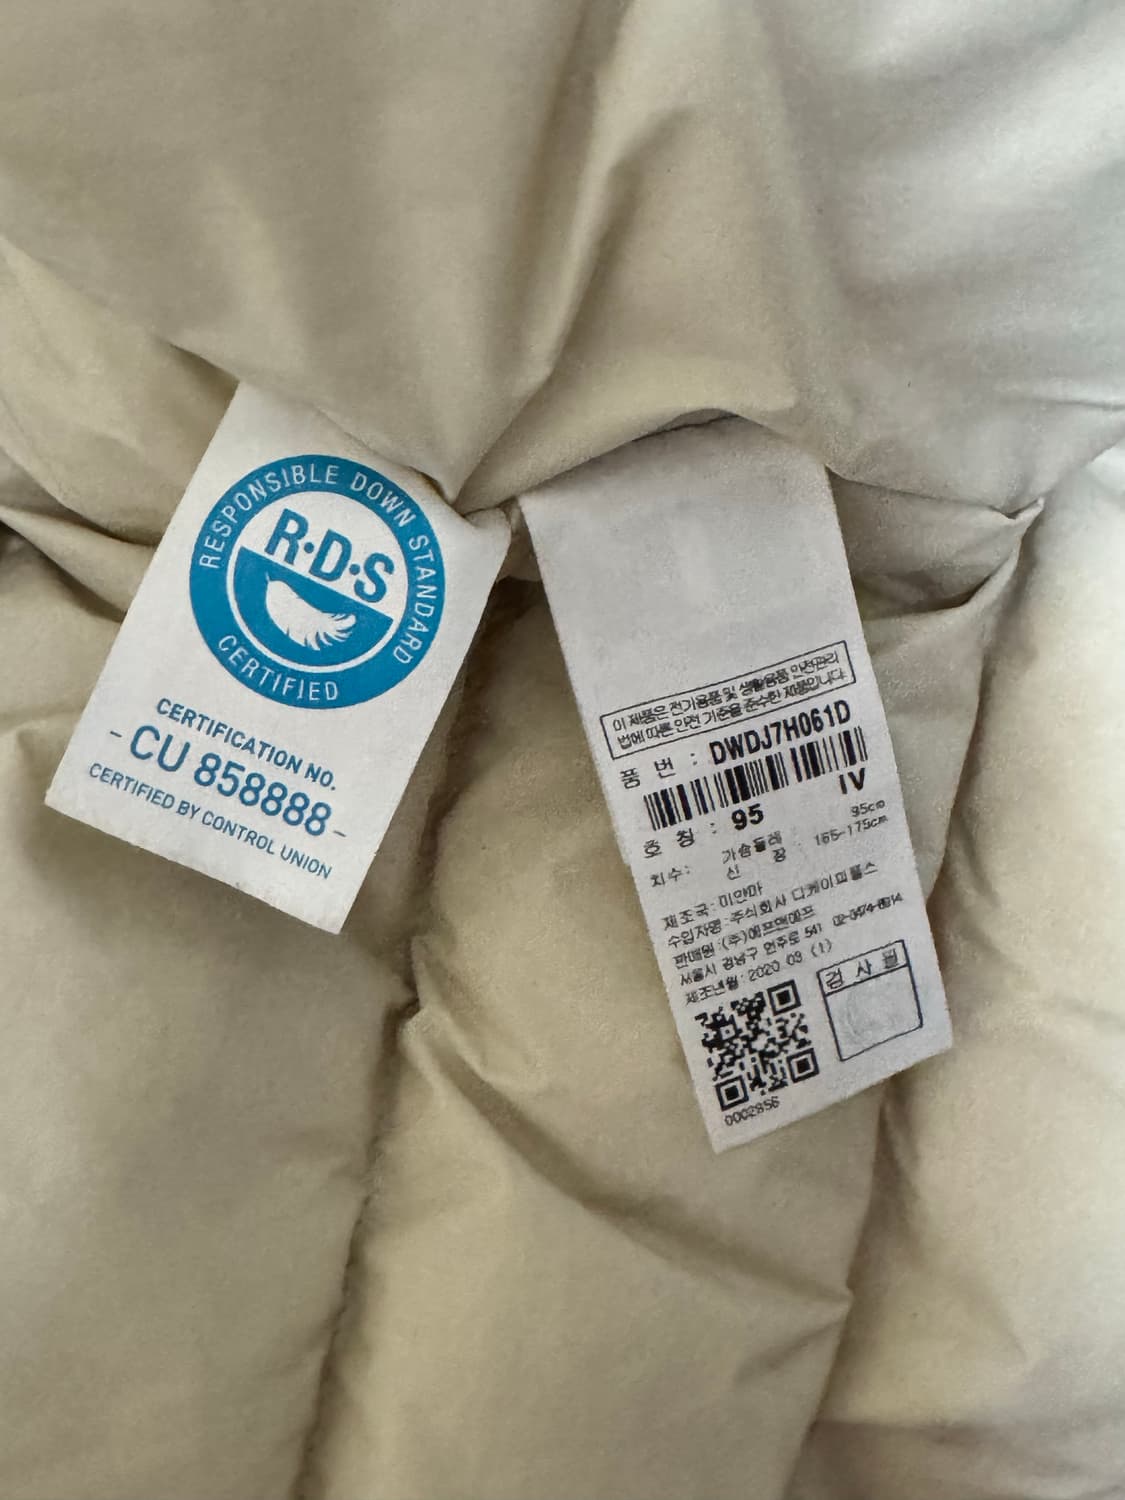 RESPONSIBLE DOWN STANDARD
R·D·S
CERTIFIED
CERTIFICATION NO.
- CU 858888 -
CERTIFIED BY CONTROL UNION
이 제품은 전기용품 및 생활용품 안전관리
법에 따른 안전 기준을 준수한 제품입니다
품 번 : DWDJ7H061D
IV
호 칭 : 95
치수 : 가슴둘레 95cm
신 장 : 165-175cm
제조국 : 미얀마
수입자명 : 주식회사 디케이피플스
판매원 : (주)에프앤에프
서울시 강남구 언주로 541 02-0474-8914
제조년월 : 2020 09 (1)
검 사 필
0002856